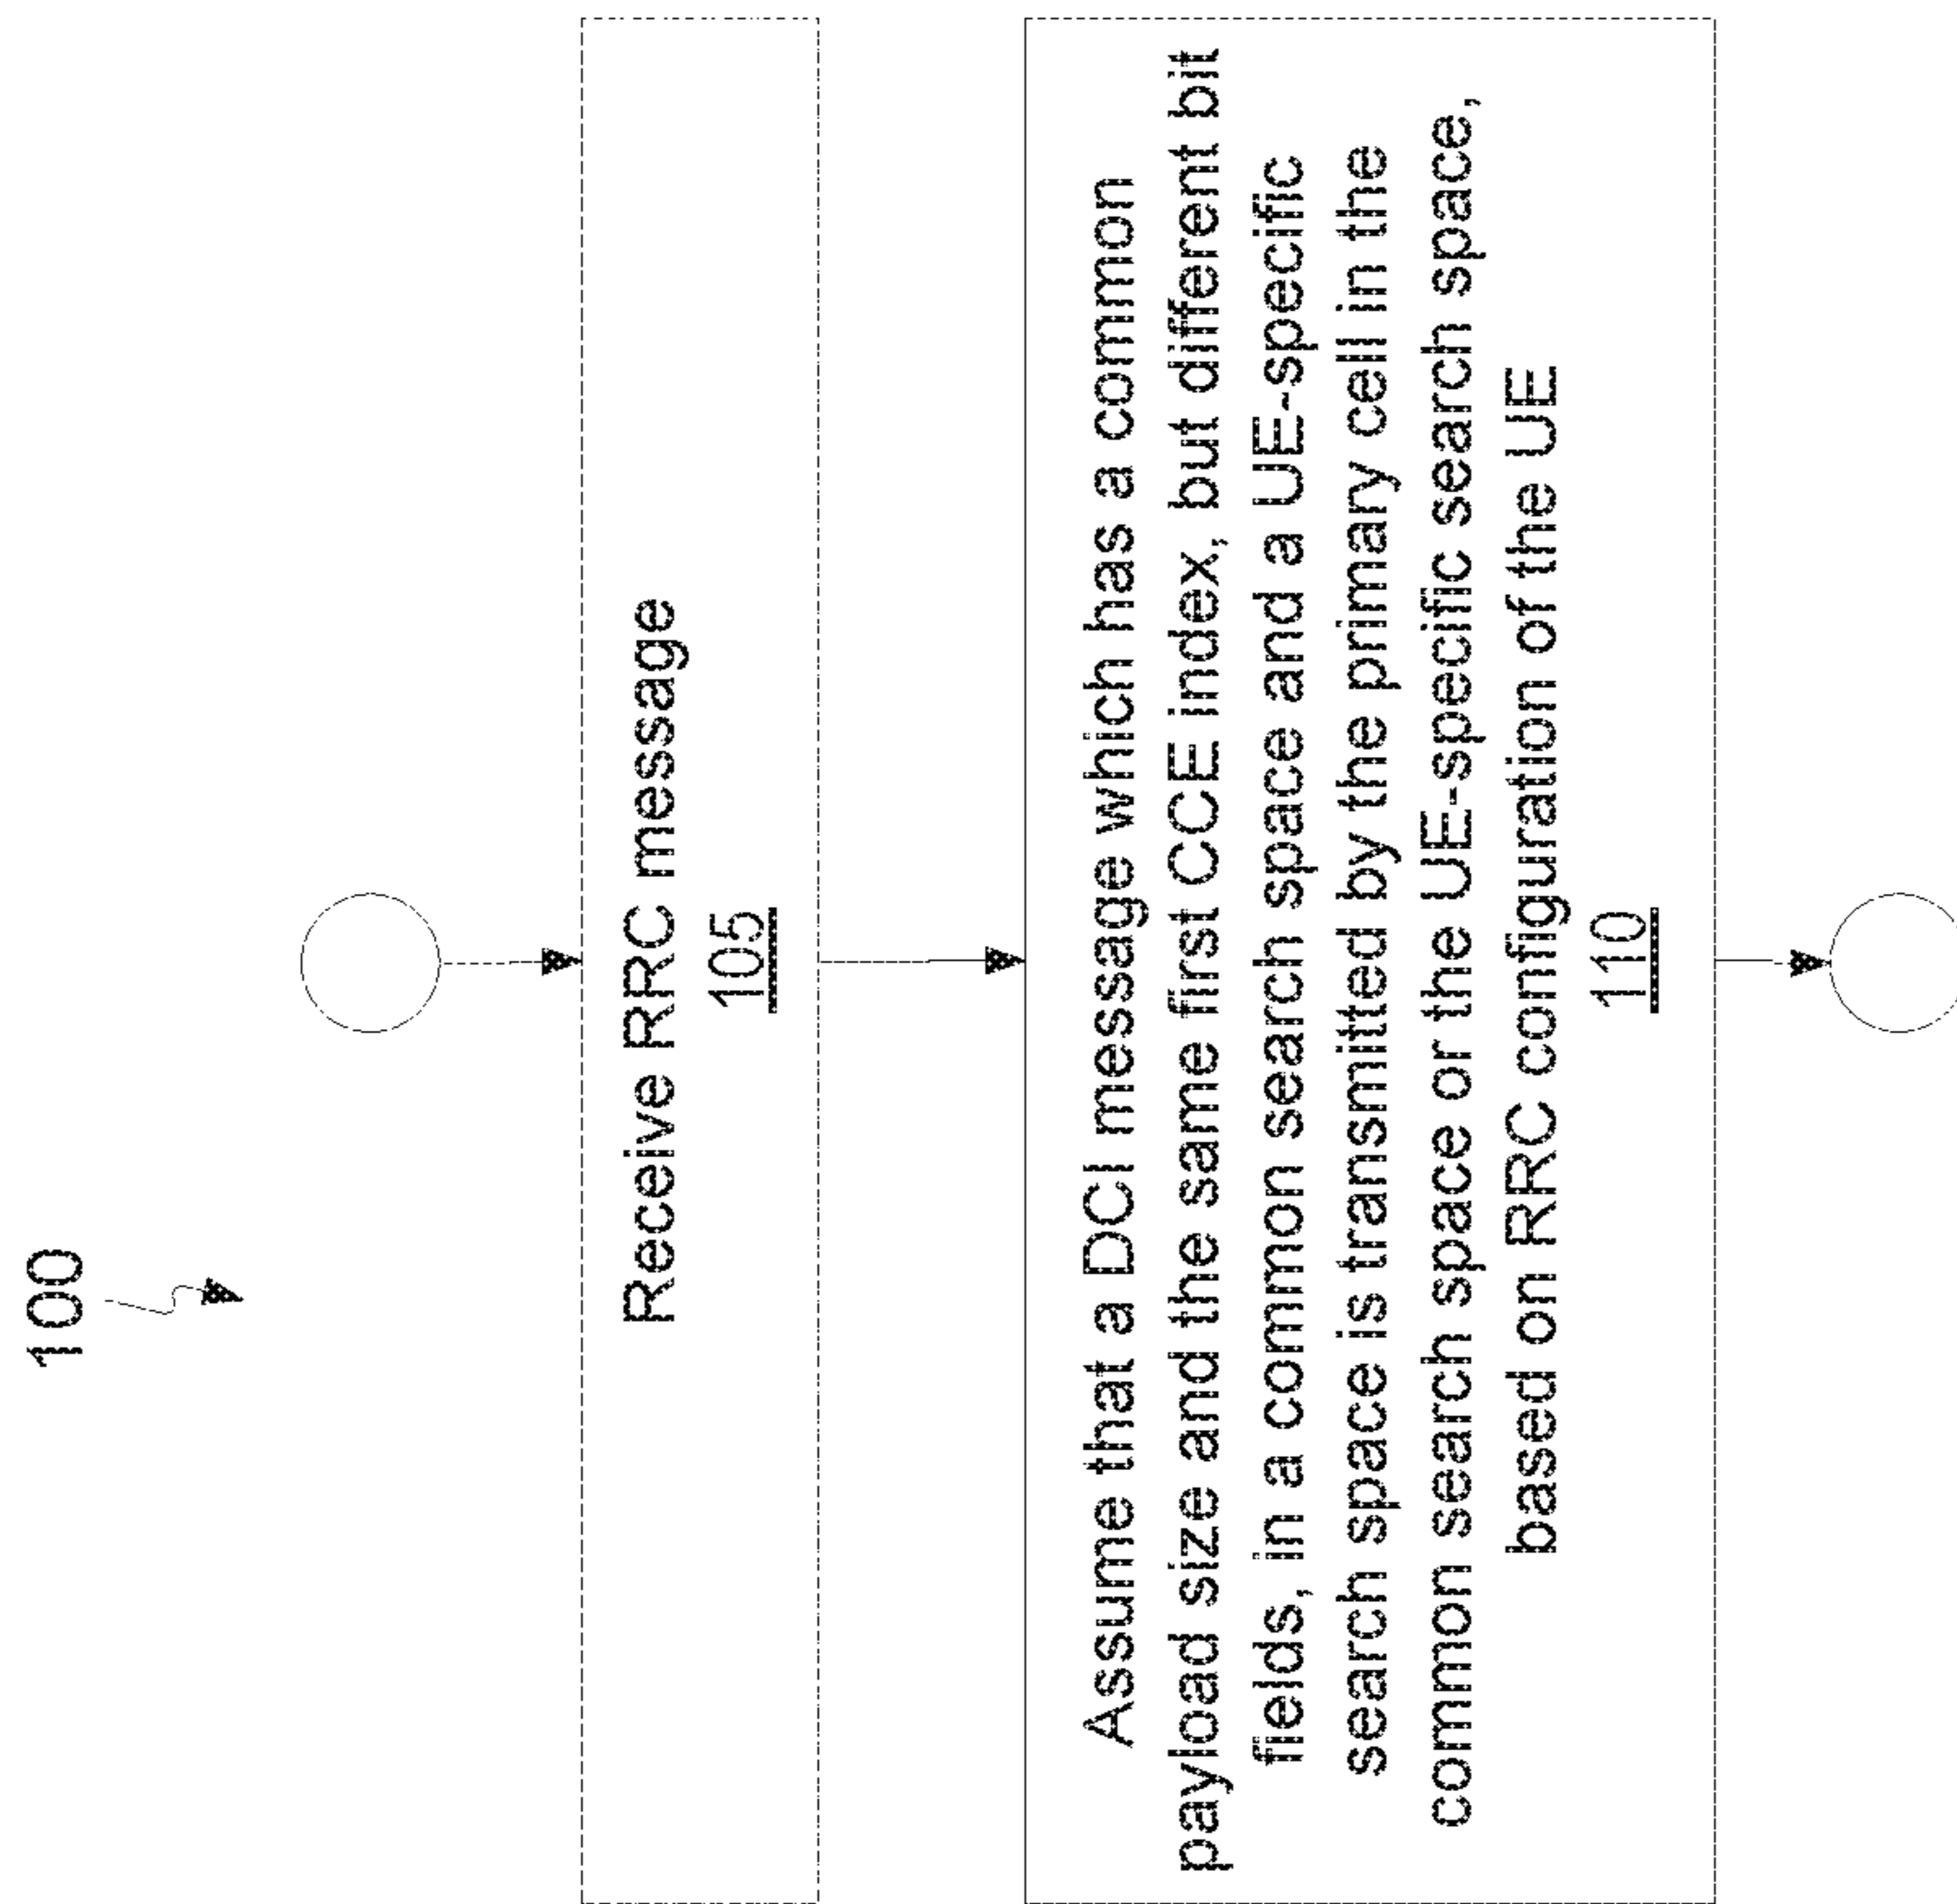 100
Receive RRC message
105
Assume that a DCI message which has a common
payload size and the same first CCE index, but different bit
fields, in a common search space and a UE-specific
search space is transmitted by the primary cell in the
common search space or the UE-specific search space,
based on RRC configuration of the UE
110